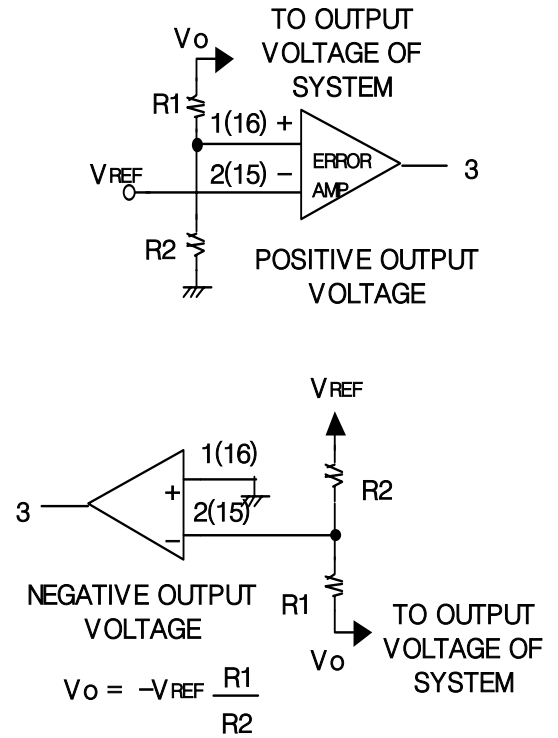 TO OUTPUT
VOLTAGE OF
SYSTEM
Vo
R1
1(16) +
ERROR
AMP
3
VREF
2(15) −
R2
POSITIVE OUTPUT
VOLTAGE
VREF
1(16)
+
R2
3
2(15)
−
NEGATIVE OUTPUT
VOLTAGE
R1
TO OUTPUT
VOLTAGE OF
SYSTEM
Vo
Vo = −VREF R1
R2